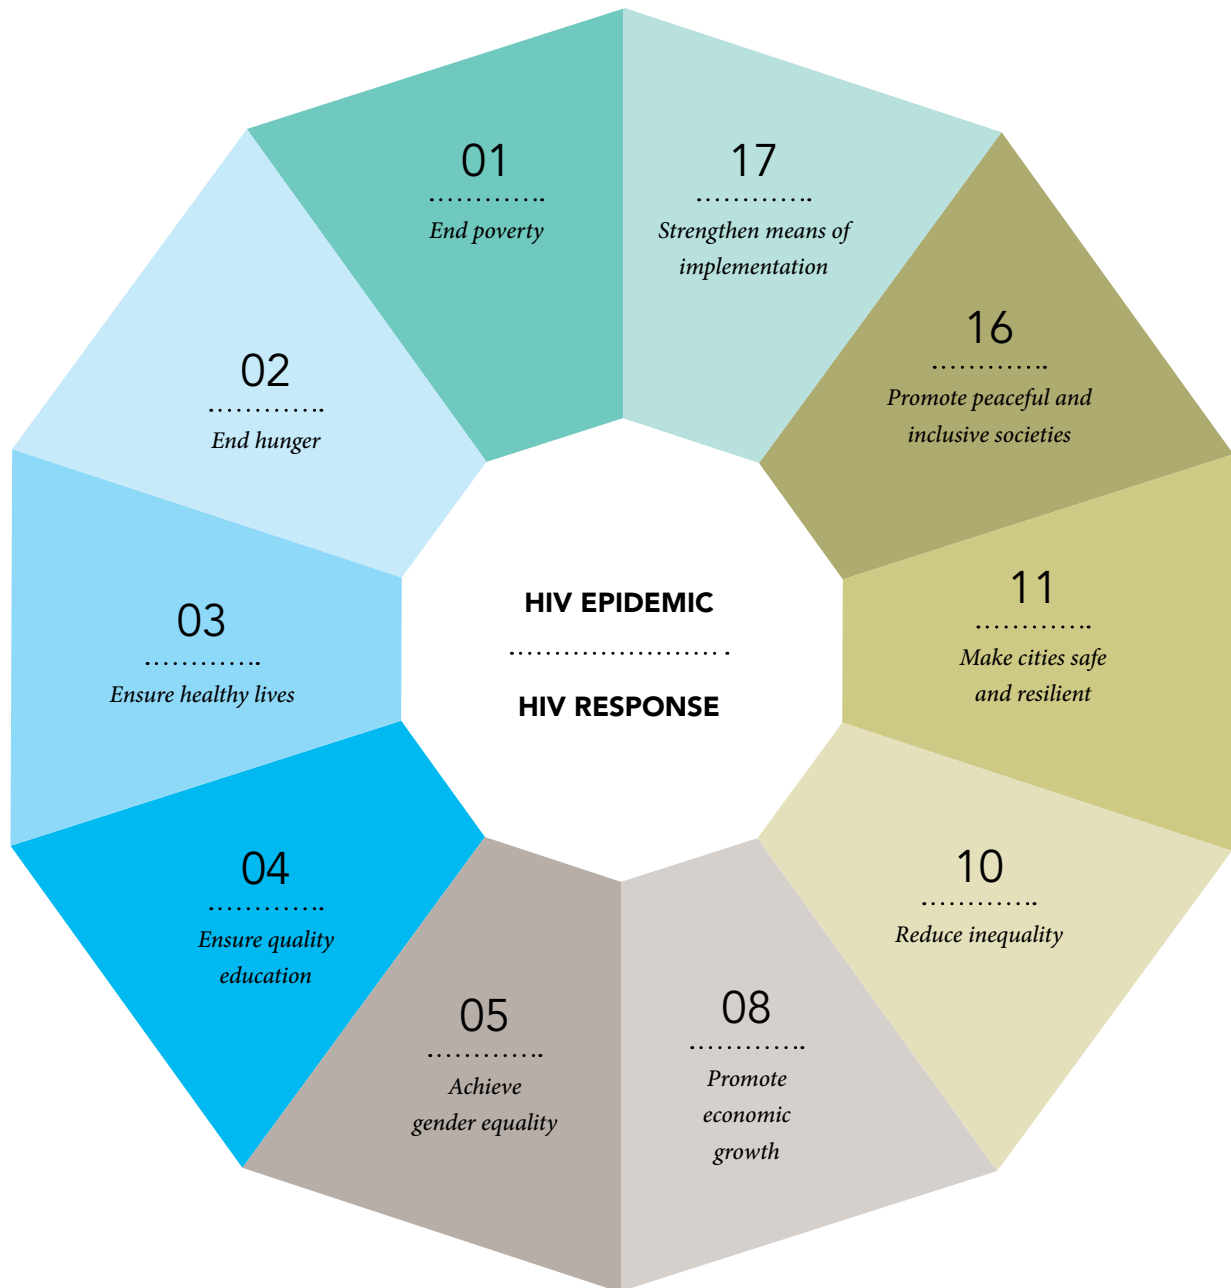 01
End poverty
17
Strengthen means of
implementation
16
Promote peaceful and
inclusive societies
11
Make cities safe
and resilient
10
Reduce inequality
08
Promote
economic
growth
05
Achieve
gender equality
04
Ensure quality
education
03
Ensure healthy lives
02
End hunger
HIV EPIDEMIC
HIV RESPONSE